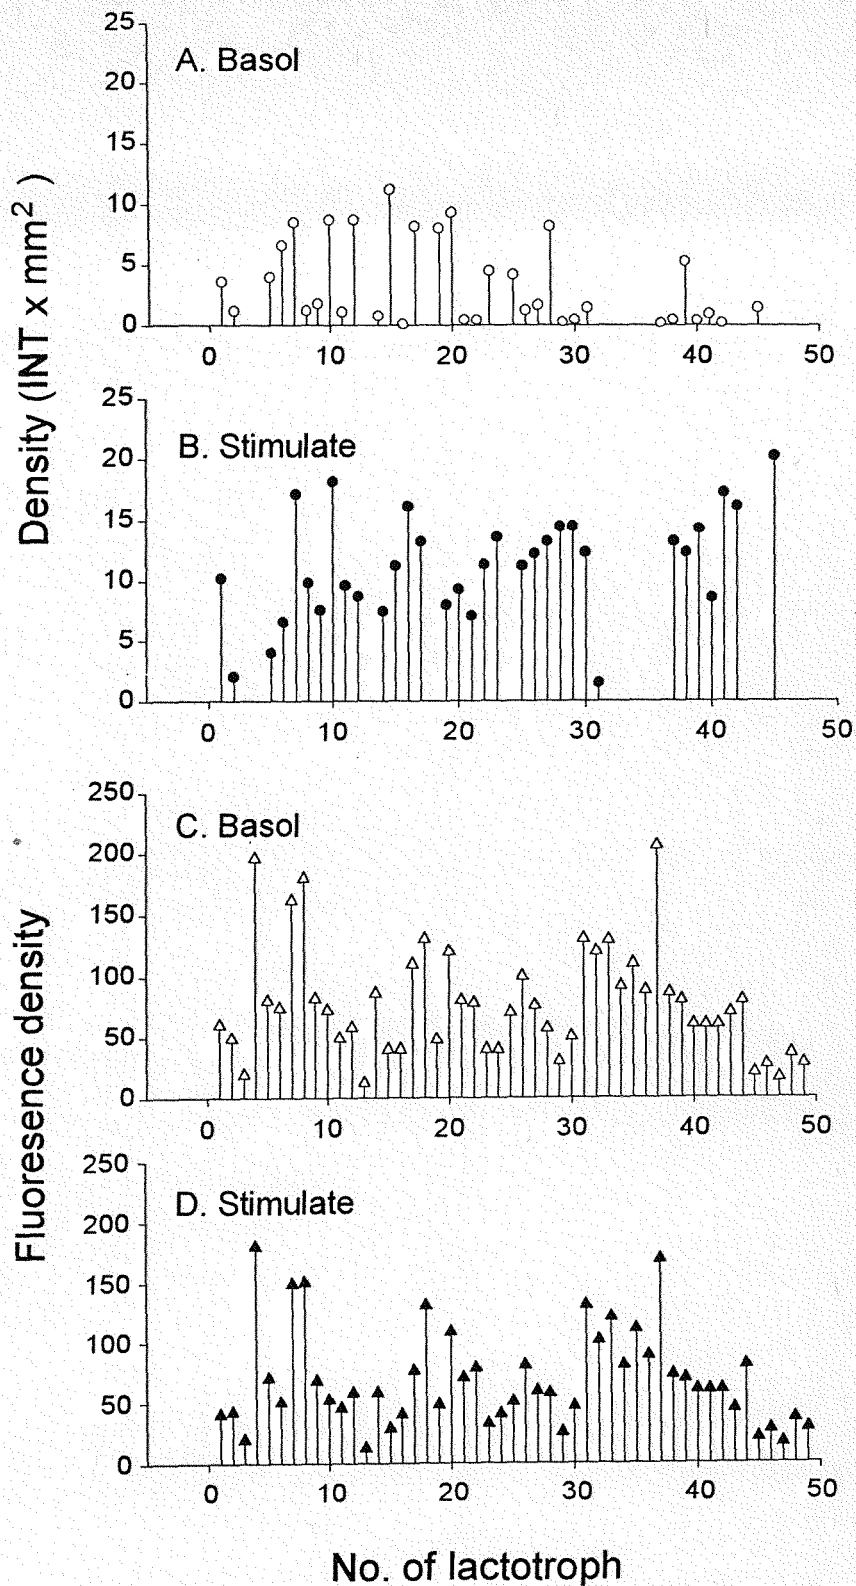 25
A. Basol
20
15
10
5
0
0 10 20 30 40 50
Density (INT x mm2 )
25
B. Stimulate
20
15
10
5
0
0 10 20 30 40 50
250
C. Basol
200
150
100
50
0
0 10 20 30 40 50
Fluoresence density
250
D. Stimulate
200
150
100
50
0
0 10 20 30 40 50
No. of lactotroph